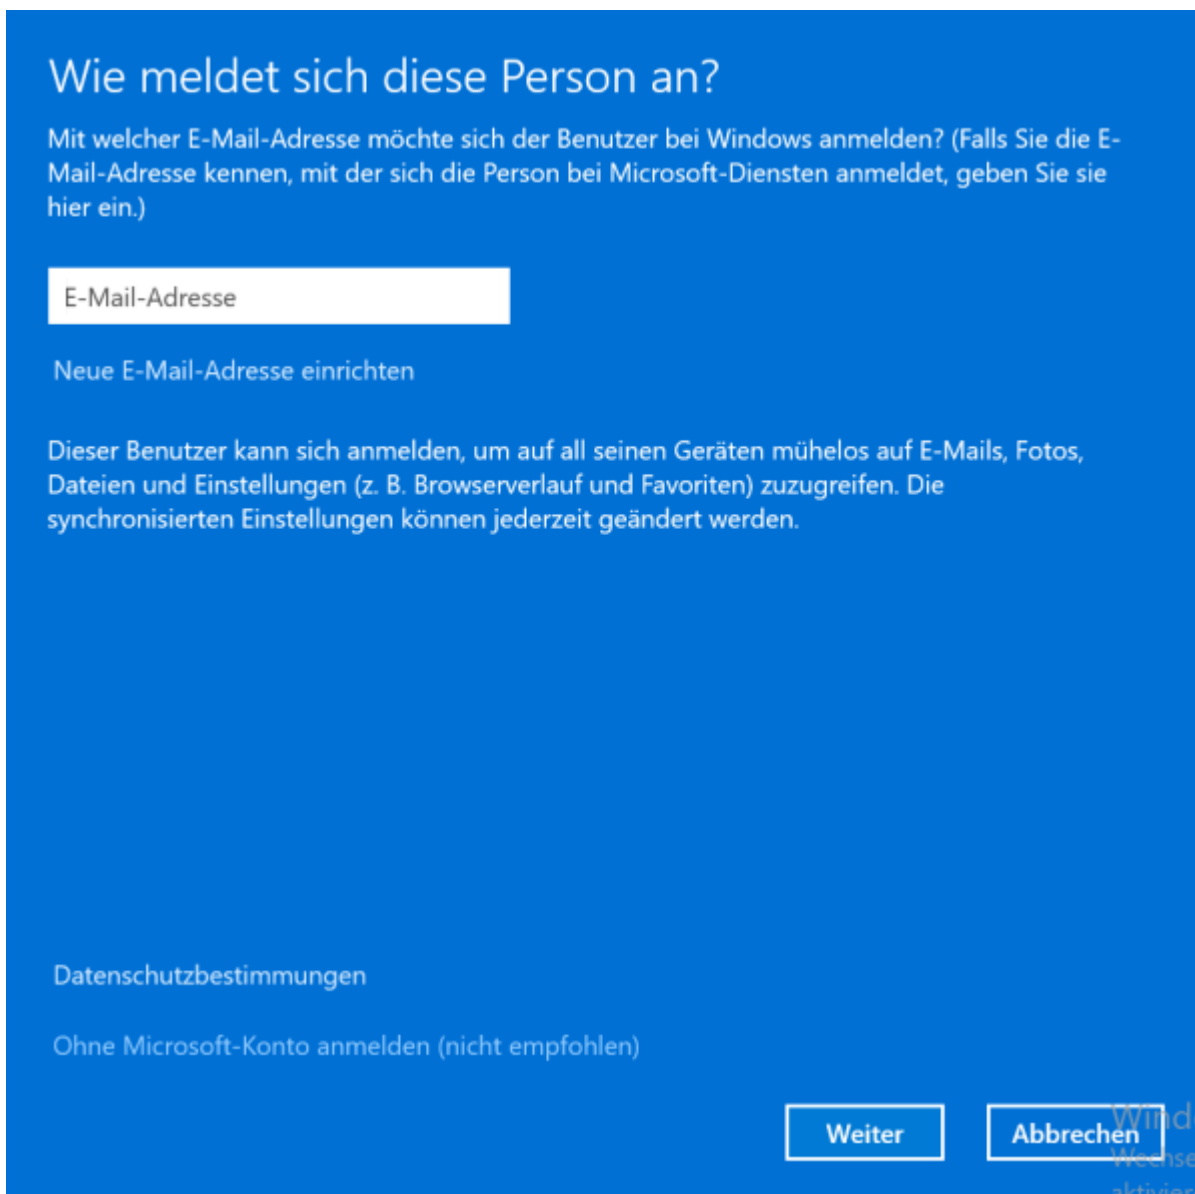 Wie meldet sich diese Person an?
Mit welcher E-Mail-Adresse möchte sich der Benutzer bei Windows anmelden? (Falls Sie die E-
Mail-Adresse kennen, mit der sich die Person bei Microsoft-Diensten anmeldet, geben Sie sie
hier ein.)
E-Mail-Adresse
Neue E-Mail-Adresse einrichten
Dieser Benutzer kann sich anmelden, um auf all seinen Geräten mühelos auf E-Mails, Fotos,
Dateien und Einstellungen (z. B. Browserverlauf und Favoriten) zuzugreifen. Die
synchronisierten Einstellungen können jederzeit geändert werden.
Datenschutzbestimmungen
Ohne Microsoft-Konto anmelden (nicht empfohlen)
Weiter
Abbrechen